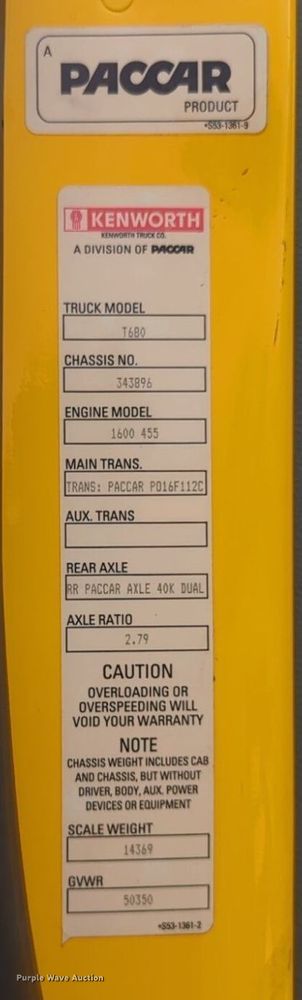 A
PACCAR
PRODUCT
*S53-1361-9
KENWORTH
KENWORTH TRUCK CO.
A DIVISION OF PACCAR
TRUCK MODEL
T680
CHASSIS NO.
343896
ENGINE MODEL
1600 455
MAIN TRANS.
TRANS: PACCAR PO16F112C
AUX. TRANS
REAR AXLE
RR PACCAR AXLE 40K DUAL
AXLE RATIO
2.79
CAUTION
OVERLOADING OR
OVERSPEEDING WILL
VOID YOUR WARRANTY
NOTE
CHASSIS WEIGHT INCLUDES CAB
AND CHASSIS, BUT WITHOUT
DRIVER, BODY, AUX. POWER
DEVICES OR EQUIPMENT
SCALE WEIGHT
14369
GVWR
50350
*S53-1361-2
Purple Wave Auction